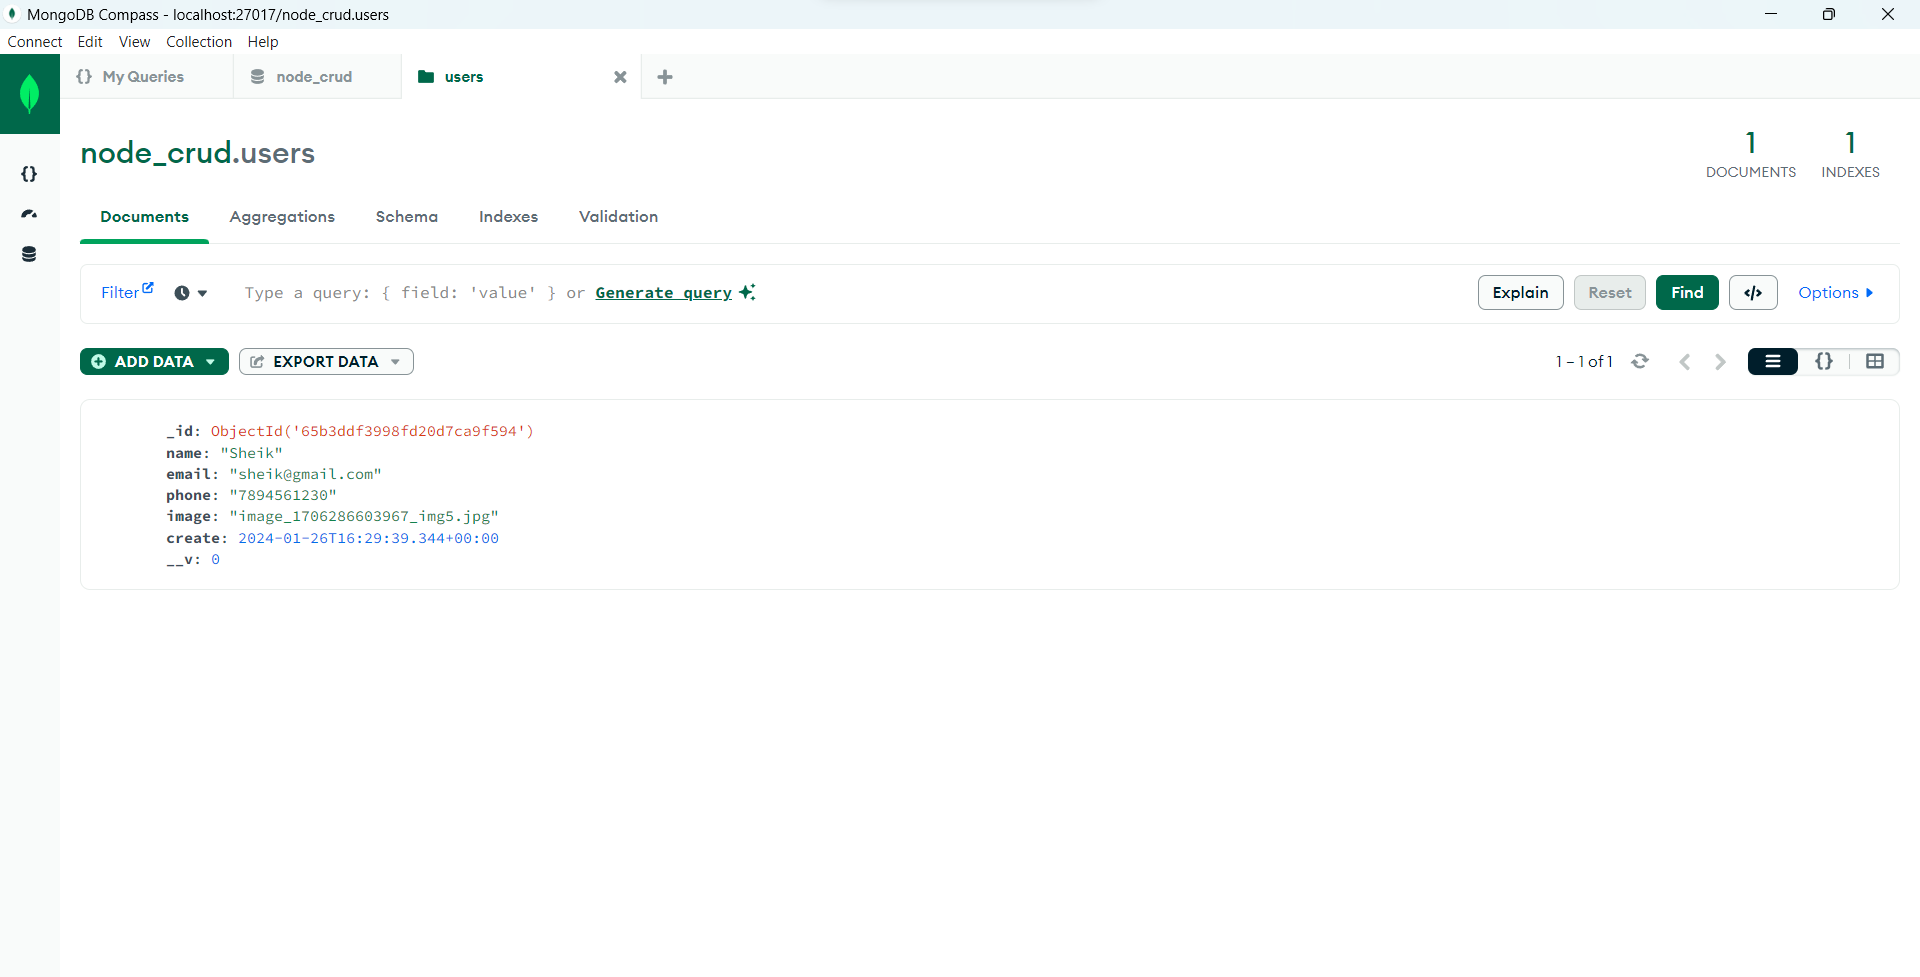 MongoDB Compass - localhost:27017/node_crud.users
Connect Edit View Collection Help
{} My Queries node_crud users
node_crud.users
1 DOCUMENTS 1 INDEXES
Documents Aggregations Schema Indexes Validation
Filter Type a query: { field: 'value' } or Generate query Explain Reset Find </> Options
ADD DATA EXPORT DATA 1 – 1 of 1 {}
_id: ObjectId('65b3ddf3998fd20d7ca9f594')
name: "Sheik"
email: "sheik@gmail.com"
phone: "7894561230"
image: "image_1706286603967_img5.jpg"
create: 2024-01-26T16:29:39.344+00:00
__v: 0